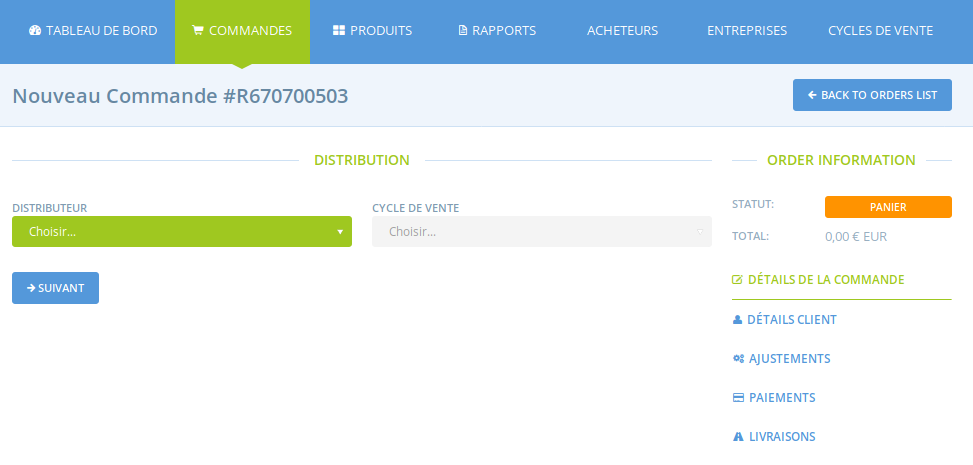 TABLEAU DE BORD COMMANDES PRODUITS RAPPORTS ACHETEURS ENTREPRISES CYCLES DE VENTE
Nouveau Commande #R670700503
BACK TO ORDERS LIST
DISTRIBUTION
DISTRIBUTEUR
Choisir...
CYCLE DE VENTE
Choisir...
SUIVANT
ORDER INFORMATION
STATUT: PANIER
TOTAL: 0,00 € EUR
DÉTAILS DE LA COMMANDE
DÉTAILS CLIENT
AJUSTEMENTS
PAIEMENTS
LIVRAISONS